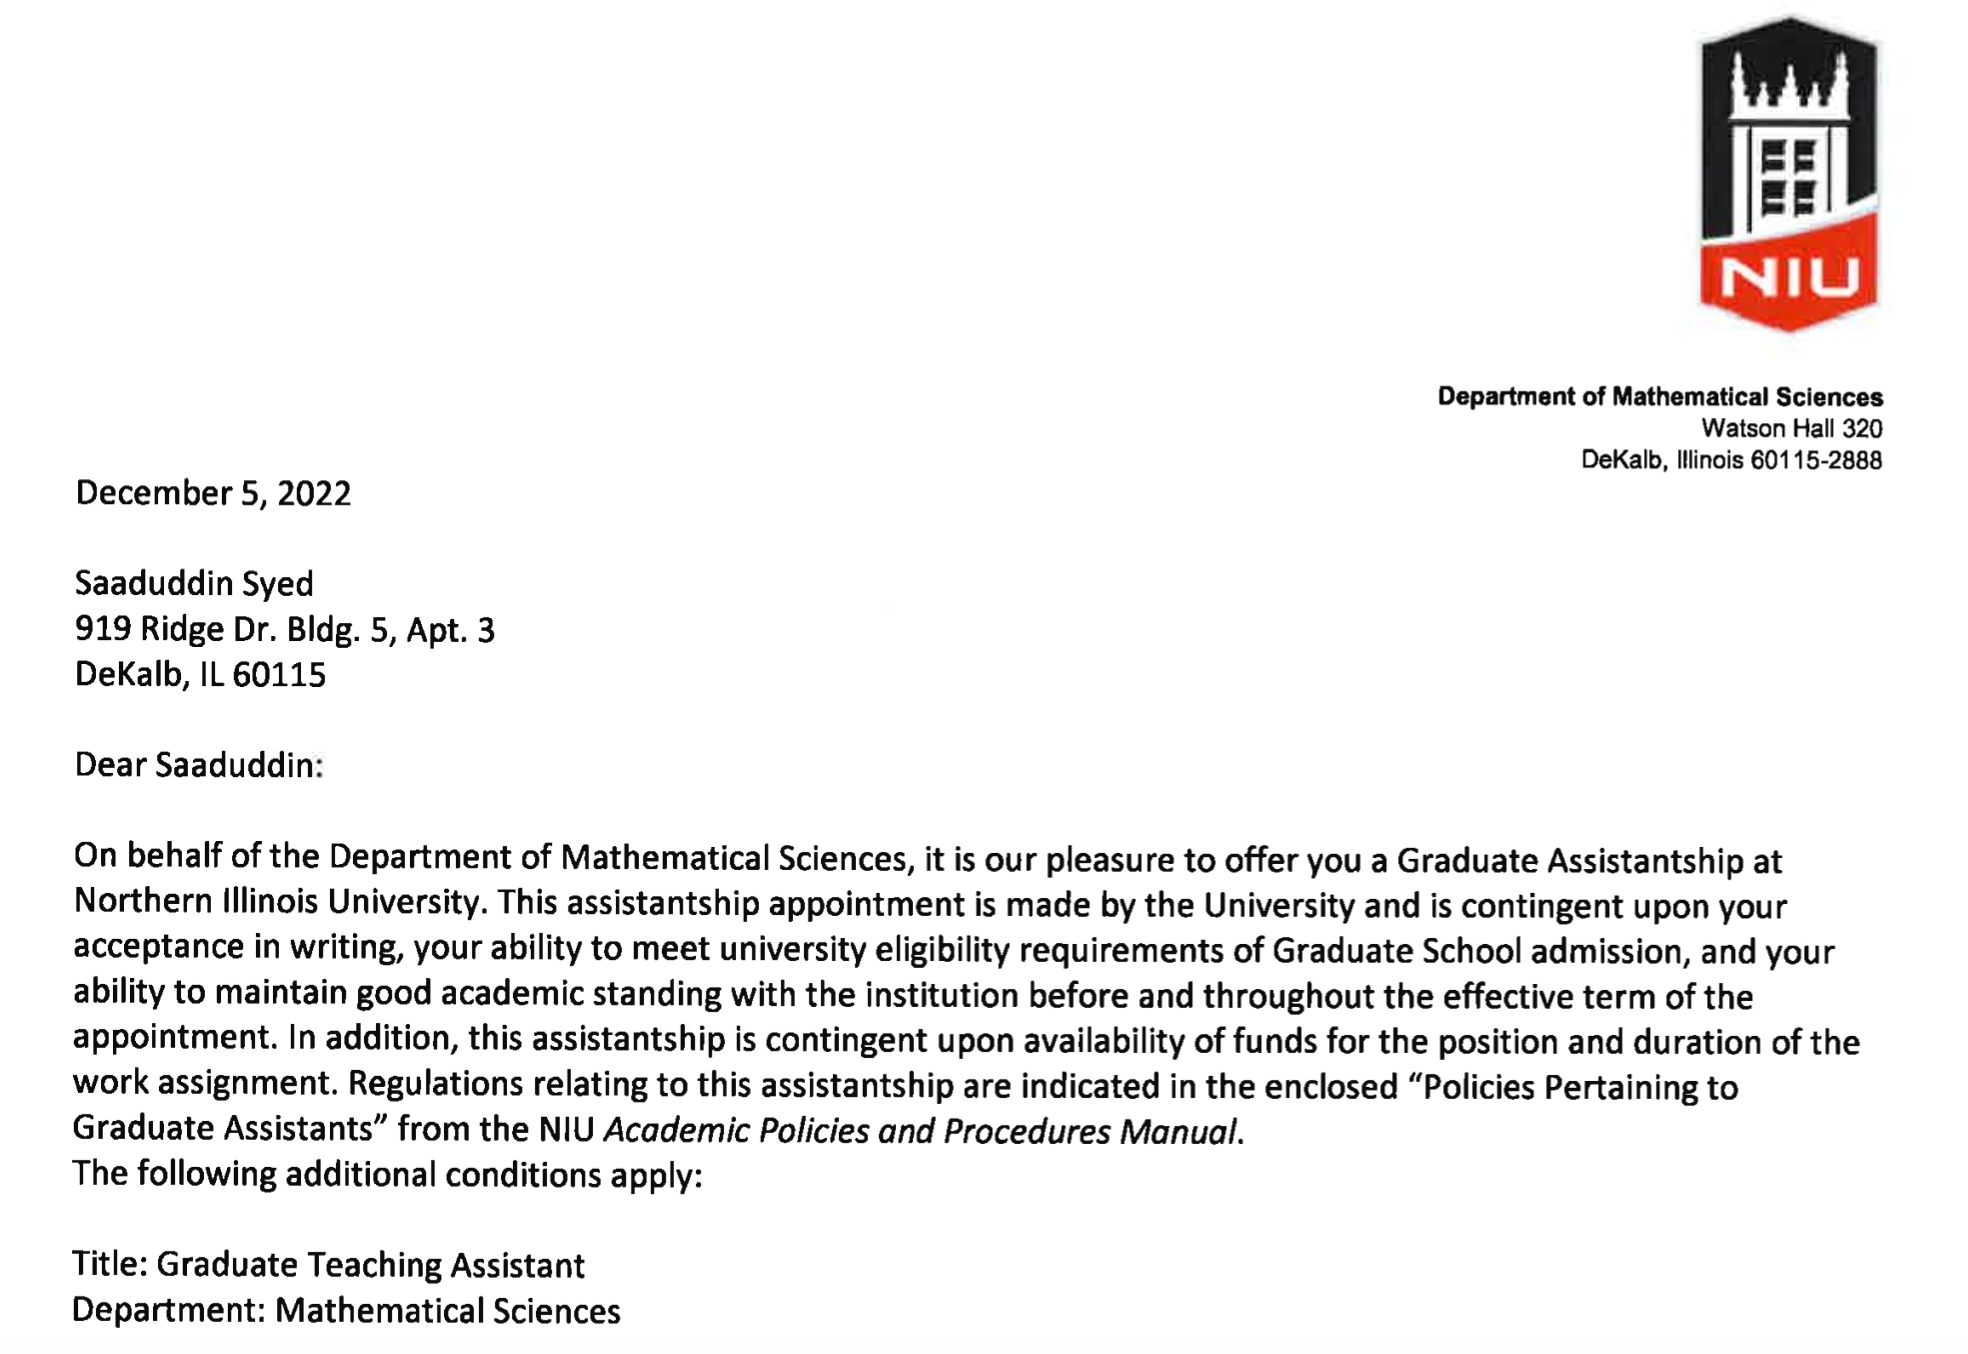 NIU
Department of Mathematical Sciences
Watson Hall 320
DeKalb, Illinois 60115-2888
December 5, 2022
Saaduddin Syed
919 Ridge Dr. Bldg. 5, Apt. 3
DeKalb, IL 60115
Dear Saaduddin:
On behalf of the Department of Mathematical Sciences, it is our pleasure to offer you a Graduate Assistantship at
Northern Illinois University. This assistantship appointment is made by the University and is contingent upon your
acceptance in writing, your ability to meet university eligibility requirements of Graduate School admission, and your
ability to maintain good academic standing with the institution before and throughout the effective term of the
appointment. In addition, this assistantship is contingent upon availability of funds for the position and duration of the
work assignment. Regulations relating to this assistantship are indicated in the enclosed “Policies Pertaining to
Graduate Assistants” from the NIU Academic Policies and Procedures Manual.
The following additional conditions apply:
Title: Graduate Teaching Assistant
Department: Mathematical Sciences